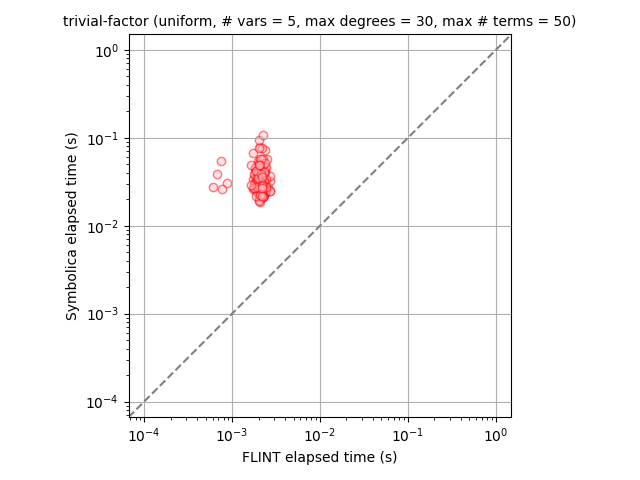 trivial-factor (uniform, # vars = 5, max degrees = 30, max # terms = 50)
Symbolica elapsed time (s)
10⁰
10⁻¹
10⁻²
10⁻³
10⁻⁴
10⁻⁴ 10⁻³ 10⁻² 10⁻¹ 10⁰
FLINT elapsed time (s)